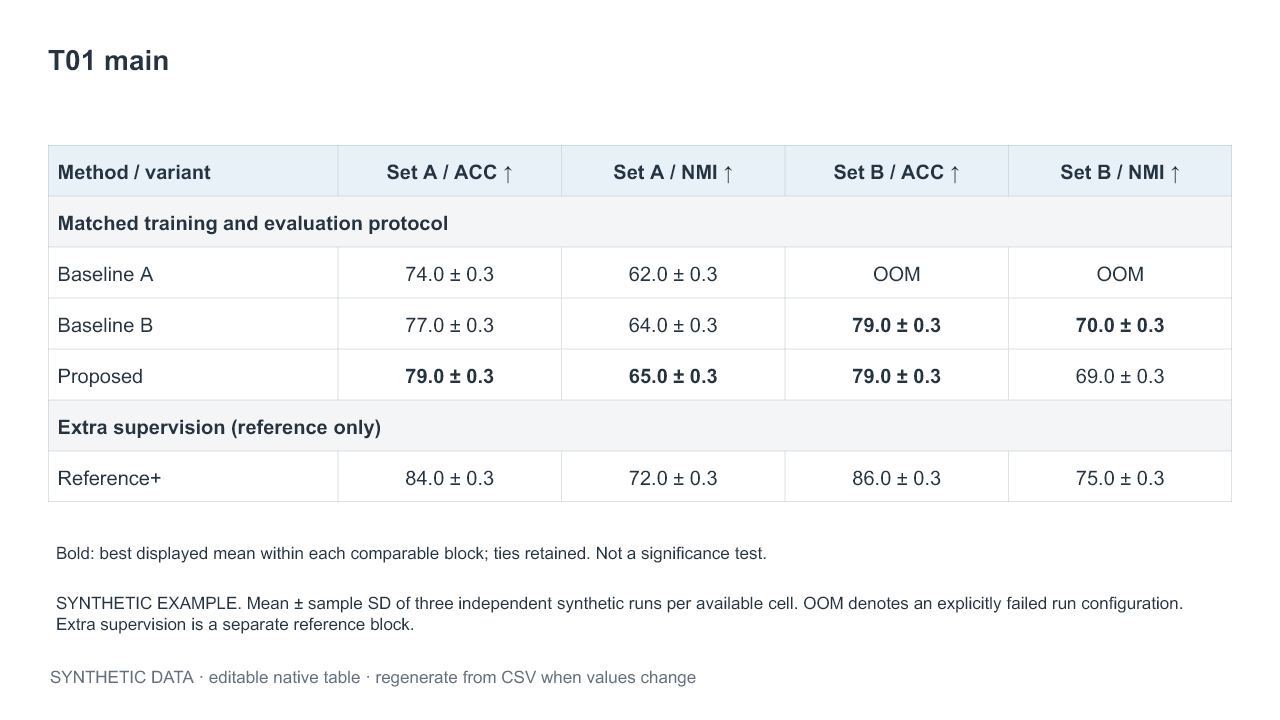 T01 main
Method / variant Set A / ACC ↑ Set A / NMI ↑ Set B / ACC ↑ Set B / NMI ↑
Matched training and evaluation protocol
Baseline A 74.0 ± 0.3 62.0 ± 0.3 OOM OOM
Baseline B 77.0 ± 0.3 64.0 ± 0.3 79.0 ± 0.3 70.0 ± 0.3
Proposed 79.0 ± 0.3 65.0 ± 0.3 79.0 ± 0.3 69.0 ± 0.3
Extra supervision (reference only)
Reference+ 84.0 ± 0.3 72.0 ± 0.3 86.0 ± 0.3 75.0 ± 0.3
Bold: best displayed mean within each comparable block; ties retained. Not a significance test.
SYNTHETIC EXAMPLE. Mean ± sample SD of three independent synthetic runs per available cell. OOM denotes an explicitly failed run configuration.
Extra supervision is a separate reference block.
SYNTHETIC DATA · editable native table · regenerate from CSV when values change